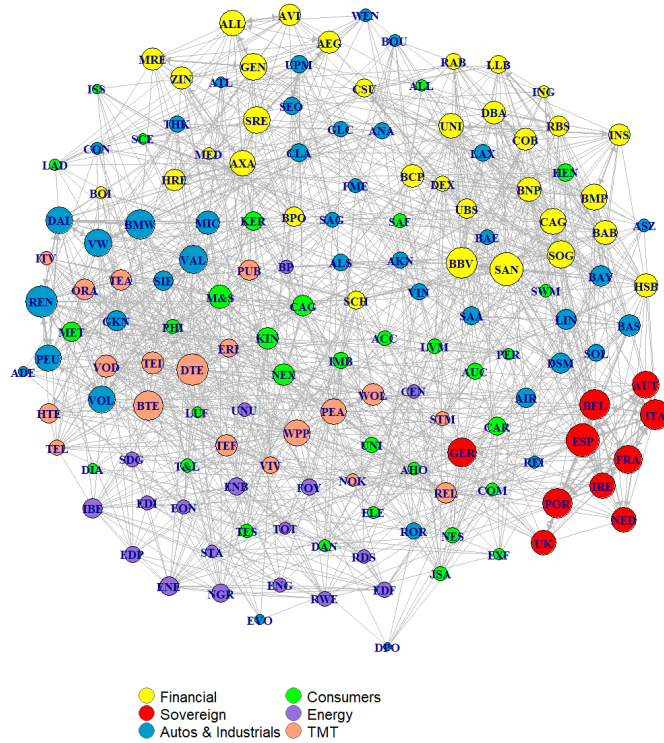 WEN
AVI
ALL
BOU
AEG
MRE
UPM
GEN
RAB
LLB
ZIN
ATL
ISS
CSU
ALL
ING
SEO
DBA
UNI
THK
SRE
GLC
ANA
RBS
COB
INS
SCE
CON
MED
CLA
LAX
LAD
AXA
HEN
HRE
BCP
DEX
FME
BNP
BOI
BMP
UBS
DAI
BMW
MIC
KER
BPO
SAG
SAF
CAG
ASZ
BAB
BAE
VW
ITV
VAL
BP
ALS
AKN
BBV
SAN
SOG
PUB
BAV
TEA
SIE
ORA
VIN
SWM
HSB
REN
M&S
CAG
SCH
SAA
LIN
GKN
BAS
MET
PHI
KIN
ACC
ERI
LVM
PEU
PER
SOL
VOD
TEI
IMB
DSM
ADE
DTE
NEX
AUC
AUT
CEN
WOL
VOL
AIR
BEL
BTE
LUF
UNU
PEA
HTE
ITA
STM
CAR
WPP
ESP
TEL
TEF
UNI
GER
SDG
FRA
DIA
T&L
VIV
AHO
REI
NOK
ENB
FOY
COM
IRE
REL
IBE
EDI
EON
POR
ELE
NED
TES
TOT
ROR
NES
UK
DAN
EDP
STA
RDS
EXF
JSA
ENE
ENG
NGR
RWE
EDF
EVO
DPO
Financial
Consumers
Sovereign
Energy
Autos & Industrials
TMT